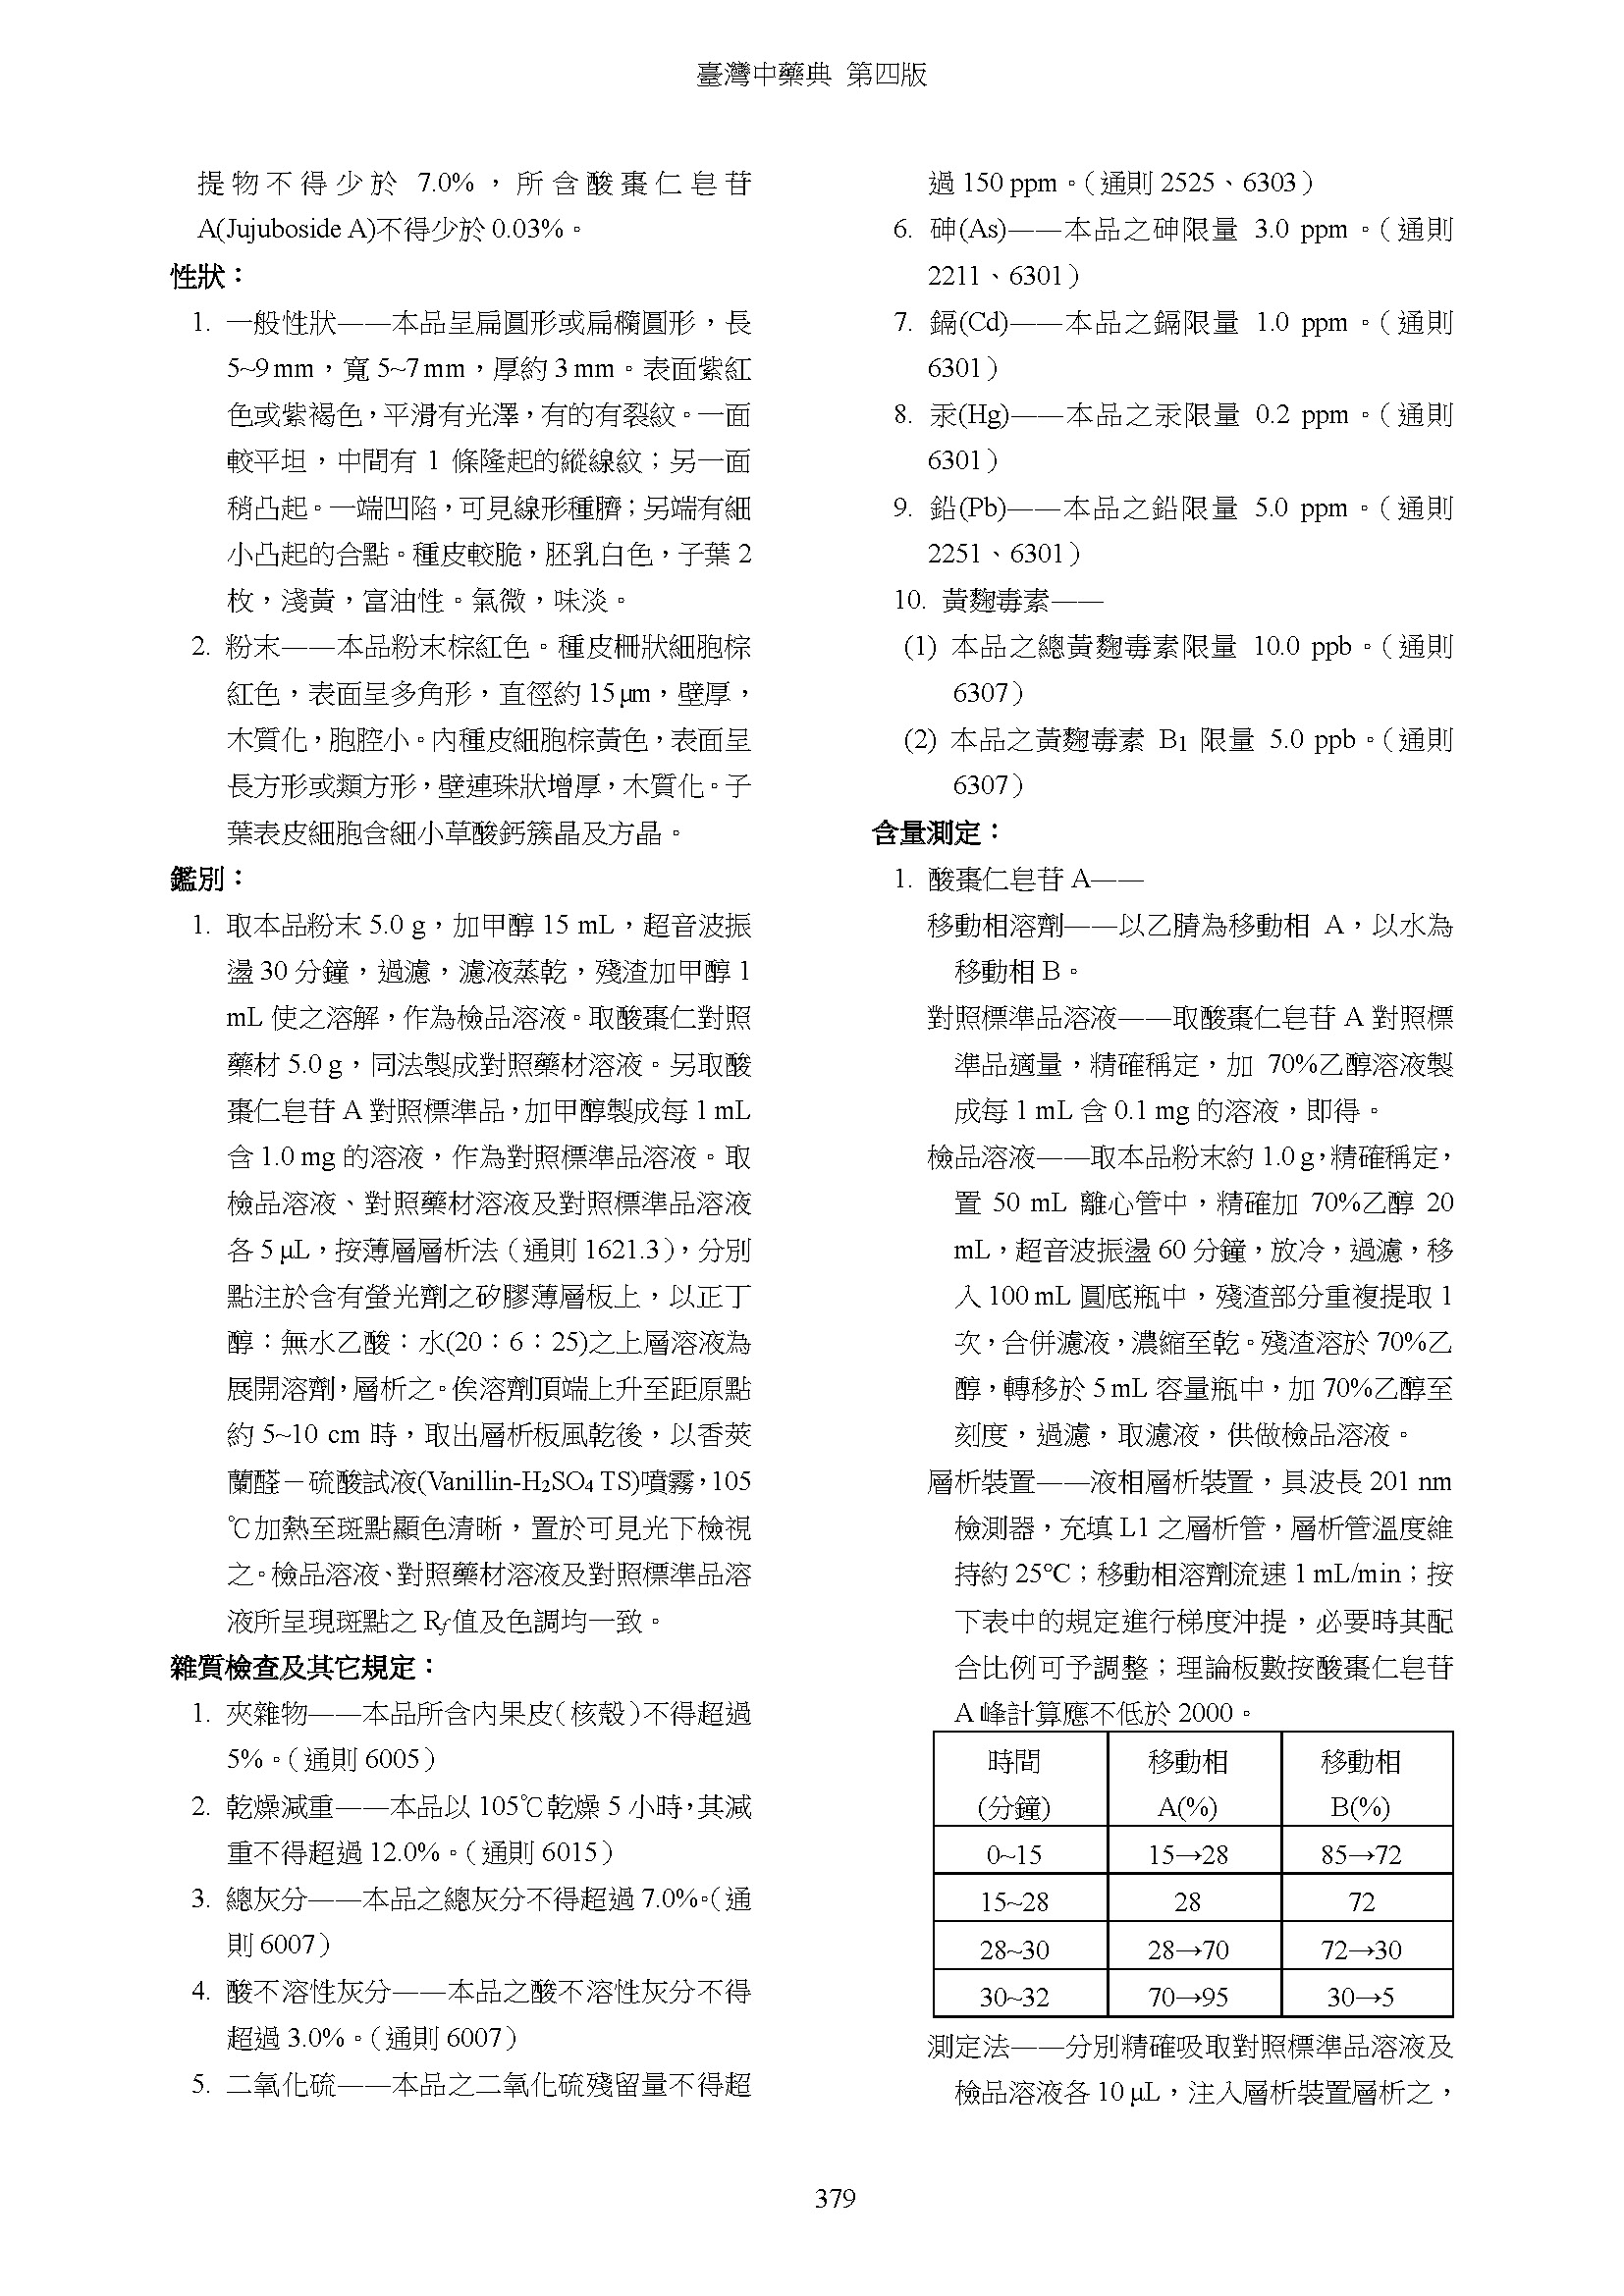 臺灣中藥典 第四版
提物不得少於 7.0%，所含酸棗仁皂苷
A(Jujuboside A)不得少於 0.03%。
性狀：
1. 一般性狀——本品呈扁圓形或扁橢圓形，長
5~9 mm，寬 5~7 mm，厚約 3 mm。表面紫紅
色或紫褐色，平滑有光澤，有的有裂紋。一面
較平坦，中間有 1 條隆起的縱線紋；另一面
稍凸起。一端凹陷，可見線形種臍；另端有細
小凸起的合點。種皮較脆，胚乳白色，子葉 2
枚，淺黃，富油性。氣微，味淡。
2. 粉末——本品粉末棕紅色。種皮柵狀細胞棕
紅色，表面呈多角形，直徑約 15 μm，壁厚，
木質化，胞腔小。內種皮細胞棕黃色，表面呈
長方形或類方形，壁連珠狀增厚，木質化。子
葉表皮細胞含細小草酸鈣簇晶及方晶。
鑑別：
1. 取本品粉末 5.0 g，加甲醇 15 mL，超音波振
盪 30 分鐘，過濾，濾液蒸乾，殘渣加甲醇 1
mL 使之溶解，作為檢品溶液。取酸棗仁對照
藥材 5.0 g，同法製成對照藥材溶液。另取酸
棗仁皂苷 A 對照標準品，加甲醇製成每 1 mL
含 1.0 mg 的溶液，作為對照標準品溶液。取
檢品溶液、對照藥材溶液及對照標準品溶液
各 5 μL，按薄層層析法（通則 1621.3），分別
點注於含有螢光劑之矽膠薄層板上，以正丁
醇：無水乙酸：水(20：6：25)之上層溶液為
展開溶劑，層析之。俟溶劑頂端上升至距原點
約 5~10 cm 時，取出層析板風乾後，以香莢
蘭醛－硫酸試液(Vanillin-H₂SO₄ TS)噴霧，105
℃加熱至斑點顯色清晰，置於可見光下檢視
之。檢品溶液、對照藥材溶液及對照標準品溶
液所呈現斑點之 Rf 值及色調均一致。
雜質檢查及其它規定：
1. 夾雜物——本品所含內果皮（核殼）不得超過
5%。（通則 6005）
2. 乾燥減重——本品以 105℃乾燥 5 小時，其減
重不得超過 12.0%。（通則 6015）
3. 總灰分——本品之總灰分不得超過 7.0%。（通
則 6007）
4. 酸不溶性灰分——本品之酸不溶性灰分不得
超過 3.0%。（通則 6007）
5. 二氧化硫——本品之二氧化硫殘留量不得超
過 150 ppm。（通則 2525、6303）
6. 砷(As)——本品之砷限量 3.0 ppm。（通則
2211、6301）
7. 鎘(Cd)——本品之鎘限量 1.0 ppm。（通則
6301）
8. 汞(Hg)——本品之汞限量 0.2 ppm。（通則
6301）
9. 鉛(Pb)——本品之鉛限量 5.0 ppm。（通則
2251、6301）
10. 黃麴毒素——
(1) 本品之總黃麴毒素限量 10.0 ppb。（通則
6307）
(2) 本品之黃麴毒素 B₁ 限量 5.0 ppb。（通則
6307）
含量測定：
1. 酸棗仁皂苷 A——
移動相溶劑——以乙腈為移動相 A，以水為
移動相 B。
對照標準品溶液——取酸棗仁皂苷 A 對照標
準品適量，精確稱定，加 70%乙醇溶液製
成每 1 mL 含 0.1 mg 的溶液，即得。
檢品溶液——取本品粉末約 1.0 g，精確稱定，
置 50 mL 離心管中，精確加 70%乙醇 20
mL，超音波振盪 60 分鐘，放冷，過濾，移
入 100 mL 圓底瓶中，殘渣部分重複提取 1
次，合併濾液，濃縮至乾。殘渣溶於 70%乙
醇，轉移於 5 mL 容量瓶中，加 70%乙醇至
刻度，過濾，取濾液，供做檢品溶液。
層析裝置——液相層析裝置，具波長 201 nm
檢測器，充填 L1 之層析管，層析管溫度維
持約 25℃；移動相溶劑流速 1 mL/min；按
下表中的規定進行梯度沖提，必要時其配
合比例可予調整；理論板數按酸棗仁皂苷
A 峰計算應不低於 2000。
時間 移動相 移動相
(分鐘) A(%) B(%)
0~15 15→28 85→72
15~28 28 72
28~30 28→70 72→30
30~32 70→95 30→5
測定法——分別精確吸取對照標準品溶液及
檢品溶液各 10 μL，注入層析裝置層析之，
379